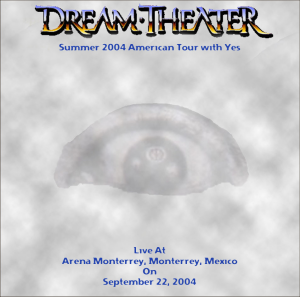 DREAM·THEATER
Summer 2004 American Tour with Yes
Live At
Arena Monterrey, Monterrey, Mexico
On
September 22, 2004